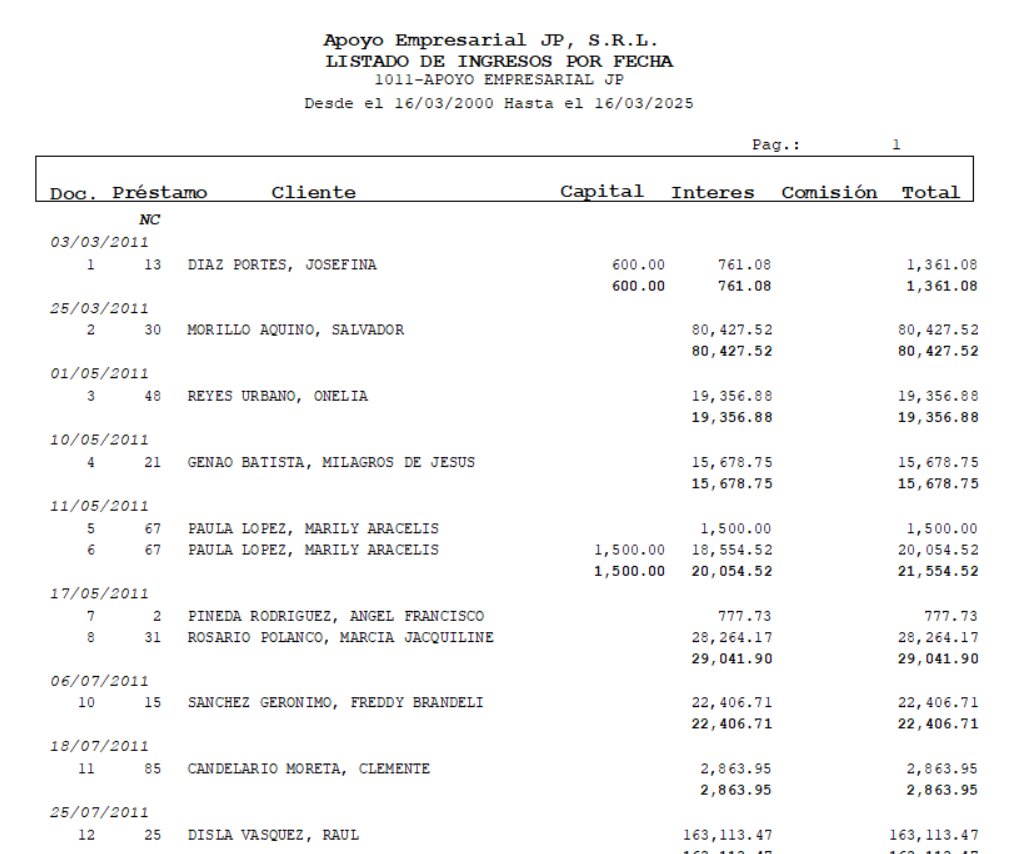 Apoyo Empresarial JP, S.R.L.
LISTADO DE INGRESOS POR FECHA
1011-APOYO EMPRESARIAL JP
Desde el 16/03/2000 Hasta el 16/03/2025
Pag.: 1
Doc. Préstamo Cliente Capital Interes Comisión Total
NC
03/03/2011
1 13 DIAZ PORTES, JOSEFINA 600.00 761.08 1,361.08
600.00 761.08 1,361.08
25/03/2011
2 30 MORILLO AQUINO, SALVADOR 80,427.52 80,427.52
80,427.52 80,427.52
01/05/2011
3 48 REYES URBANO, ONELIA 19,356.88 19,356.88
19,356.88 19,356.88
10/05/2011
4 21 GENAO BATISTA, MILAGROS DE JESUS 15,678.75 15,678.75
15,678.75 15,678.75
11/05/2011
5 67 PAULA LOPEZ, MARILY ARACELIS 1,500.00 1,500.00
6 67 PAULA LOPEZ, MARILY ARACELIS 1,500.00 18,554.52 20,054.52
1,500.00 20,054.52 21,554.52
17/05/2011
7 2 PINEDA RODRIGUEZ, ANGEL FRANCISCO 777.73 777.73
8 31 ROSARIO POLANCO, MARCIA JACQUILINE 28,264.17 28,264.17
29,041.90 29,041.90
06/07/2011
10 15 SANCHEZ GERONIMO, FREDDY BRANDELI 22,406.71 22,406.71
22,406.71 22,406.71
18/07/2011
11 85 CANDELARIO MORETA, CLEMENTE 2,863.95 2,863.95
2,863.95 2,863.95
25/07/2011
12 25 DISLA VASQUEZ, RAUL 163,113.47 163,113.47